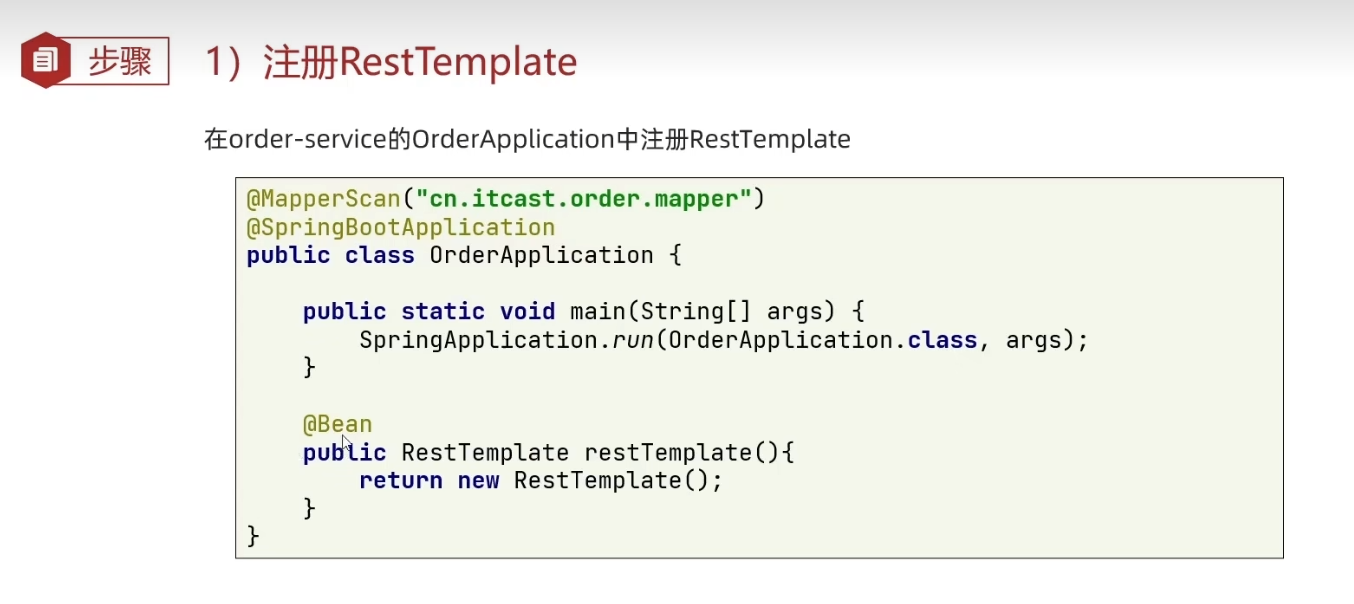 步骤
1）注册RestTemplate
在order-service的OrderApplication中注册RestTemplate
@MapperScan("cn.itcast.order.mapper")
@SpringBootApplication
public class OrderApplication {
    public static void main(String[] args) {
        SpringApplication.run(OrderApplication.class, args);
    }
    @Bean
    public RestTemplate restTemplate(){
        return new RestTemplate();
    }
}